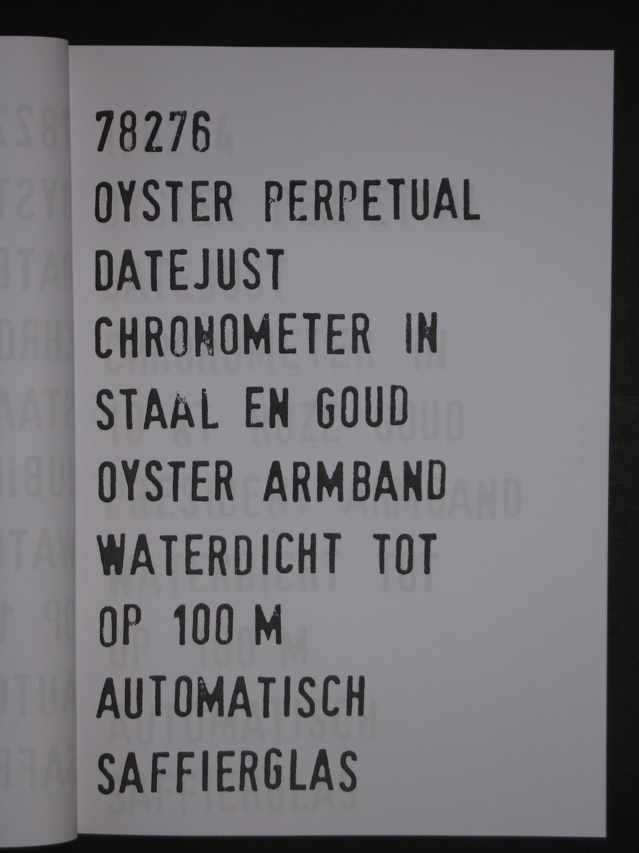 78276
OYSTER PERPETUAL
DATEJUST
CHRONOMETER IN
STAAL EN GOUD
OYSTER ARMBAND
WATERDICHT TOT
OP 100 M
AUTOMATISCH
SAFFIERGLAS